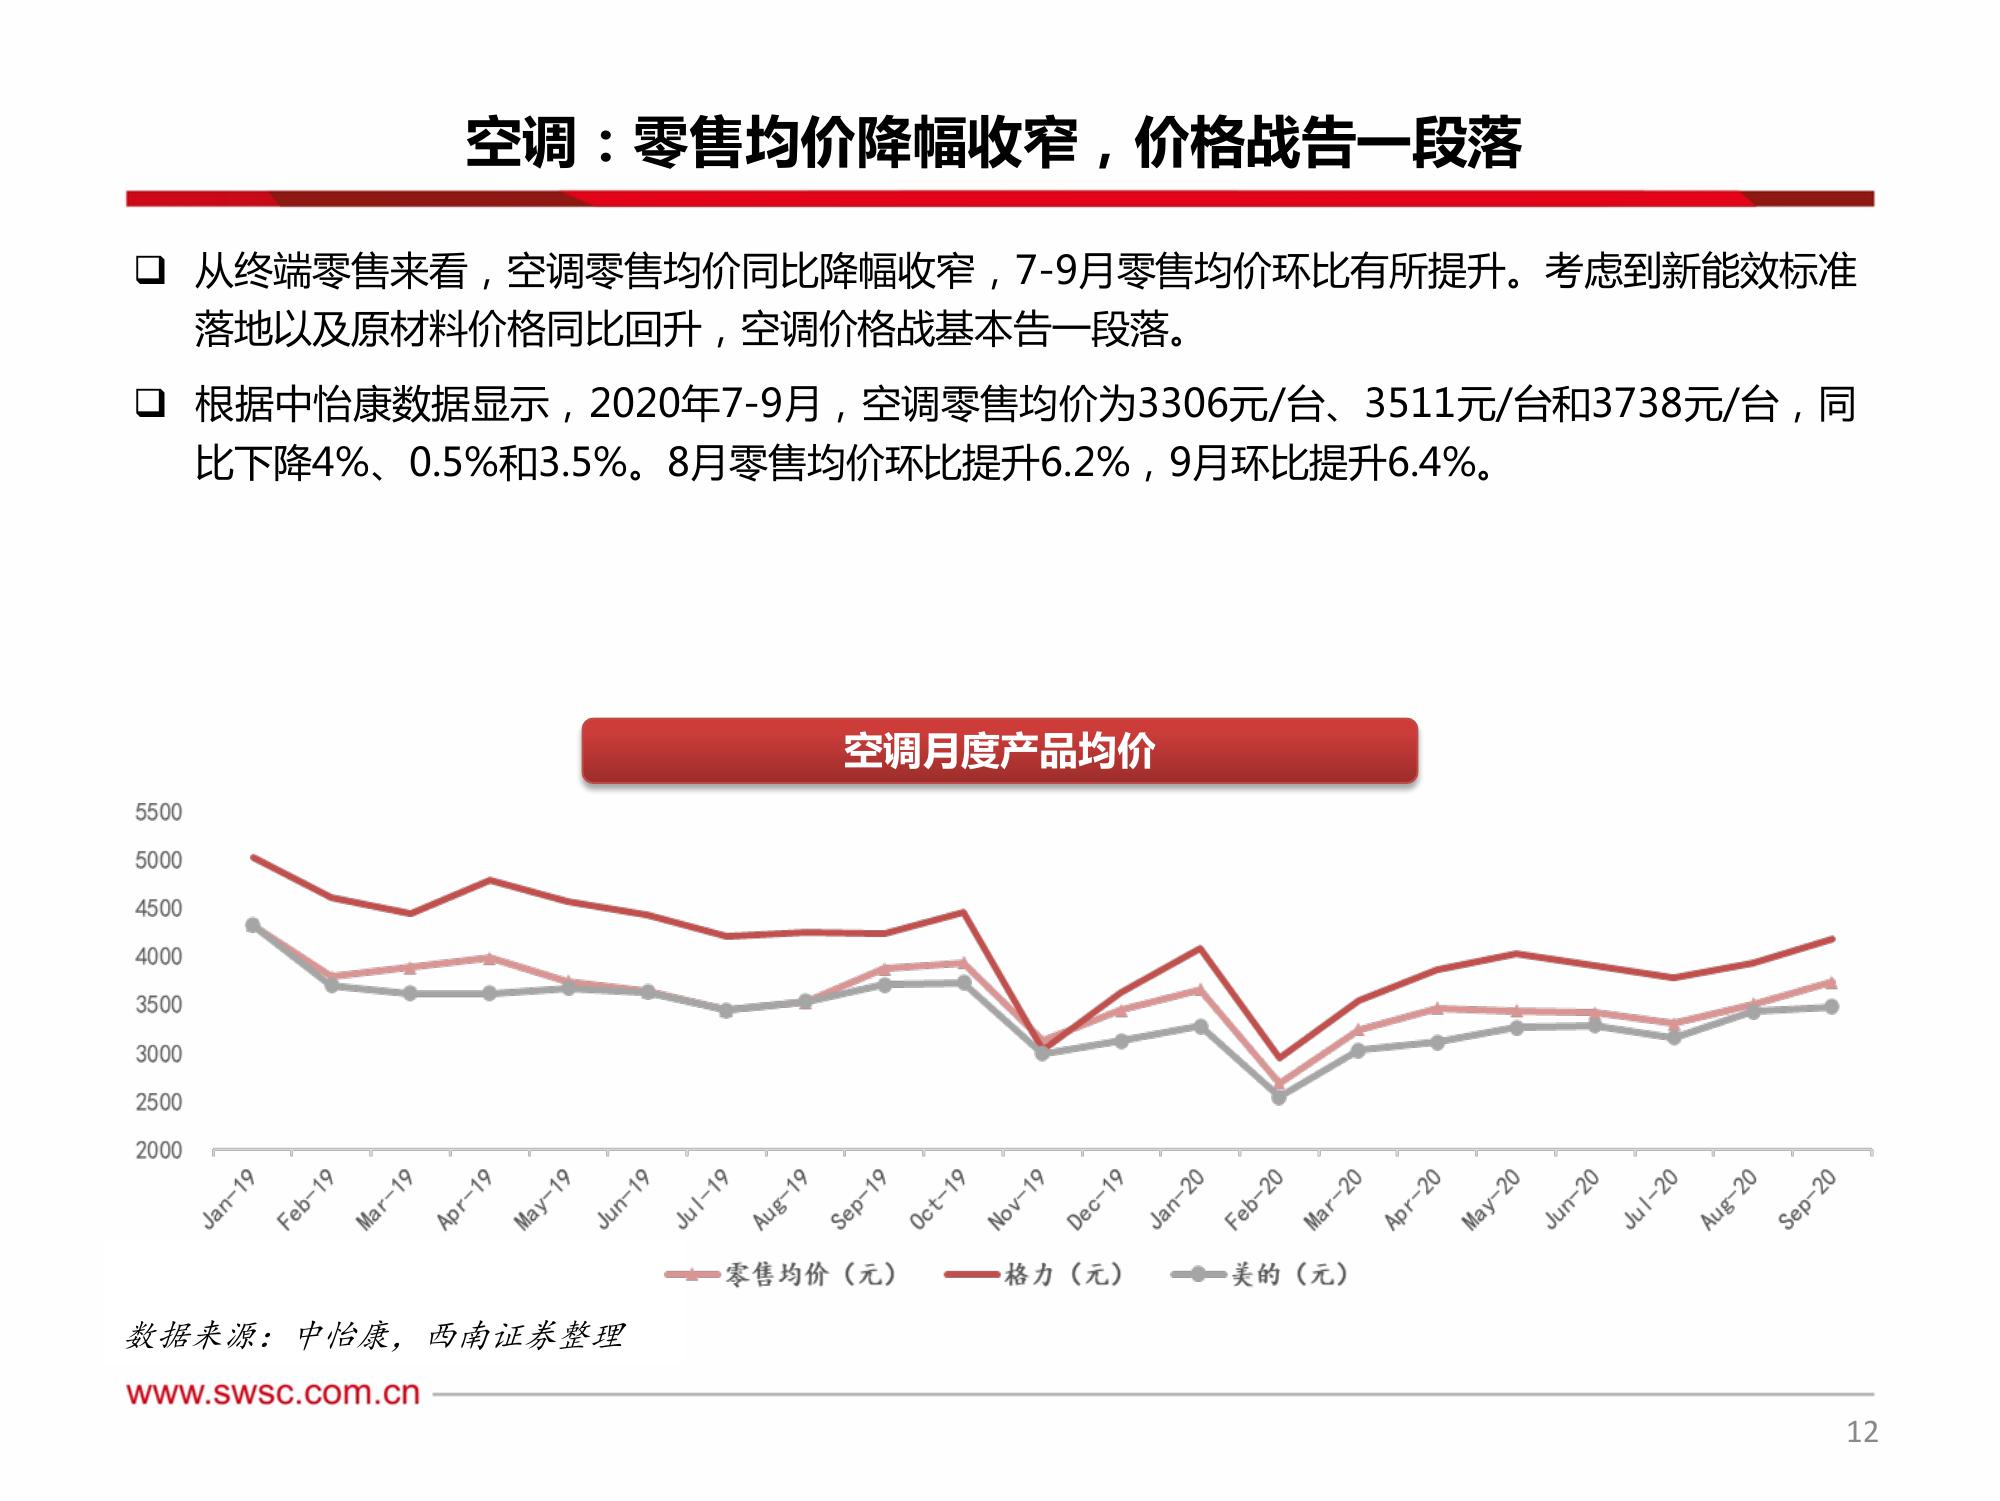 空调：零售均价降幅收窄，价格战告一段落
❑ 从终端零售来看，空调零售均价同比降幅收窄，7-9月零售均价环比有所提升。考虑到新能效标准
落地以及原材料价格同比回升，空调价格战基本告一段落。
❑ 根据中怡康数据显示，2020年7-9月，空调零售均价为3306元/台、3511元/台和3738元/台，同
比下降4%、0.5%和3.5%。8月零售均价环比提升6.2%，9月环比提升6.4%。
空调月度产品均价
5500
5000
4500
4000
3500
3000
2500
2000
Jan-19 Feb-19 Mar-19 Apr-19 May-19 Jun-19 Jul-19 Aug-19 Sep-19 Oct-19 Nov-19 Dec-19 Jan-20 Feb-20 Mar-20 Apr-20 May-20 Jun-20 Jul-20 Aug-20 Sep-20
零售均价（元） 格力（元） 美的（元）
数据来源：中怡康，西南证券整理
www.swsc.com.cn
12